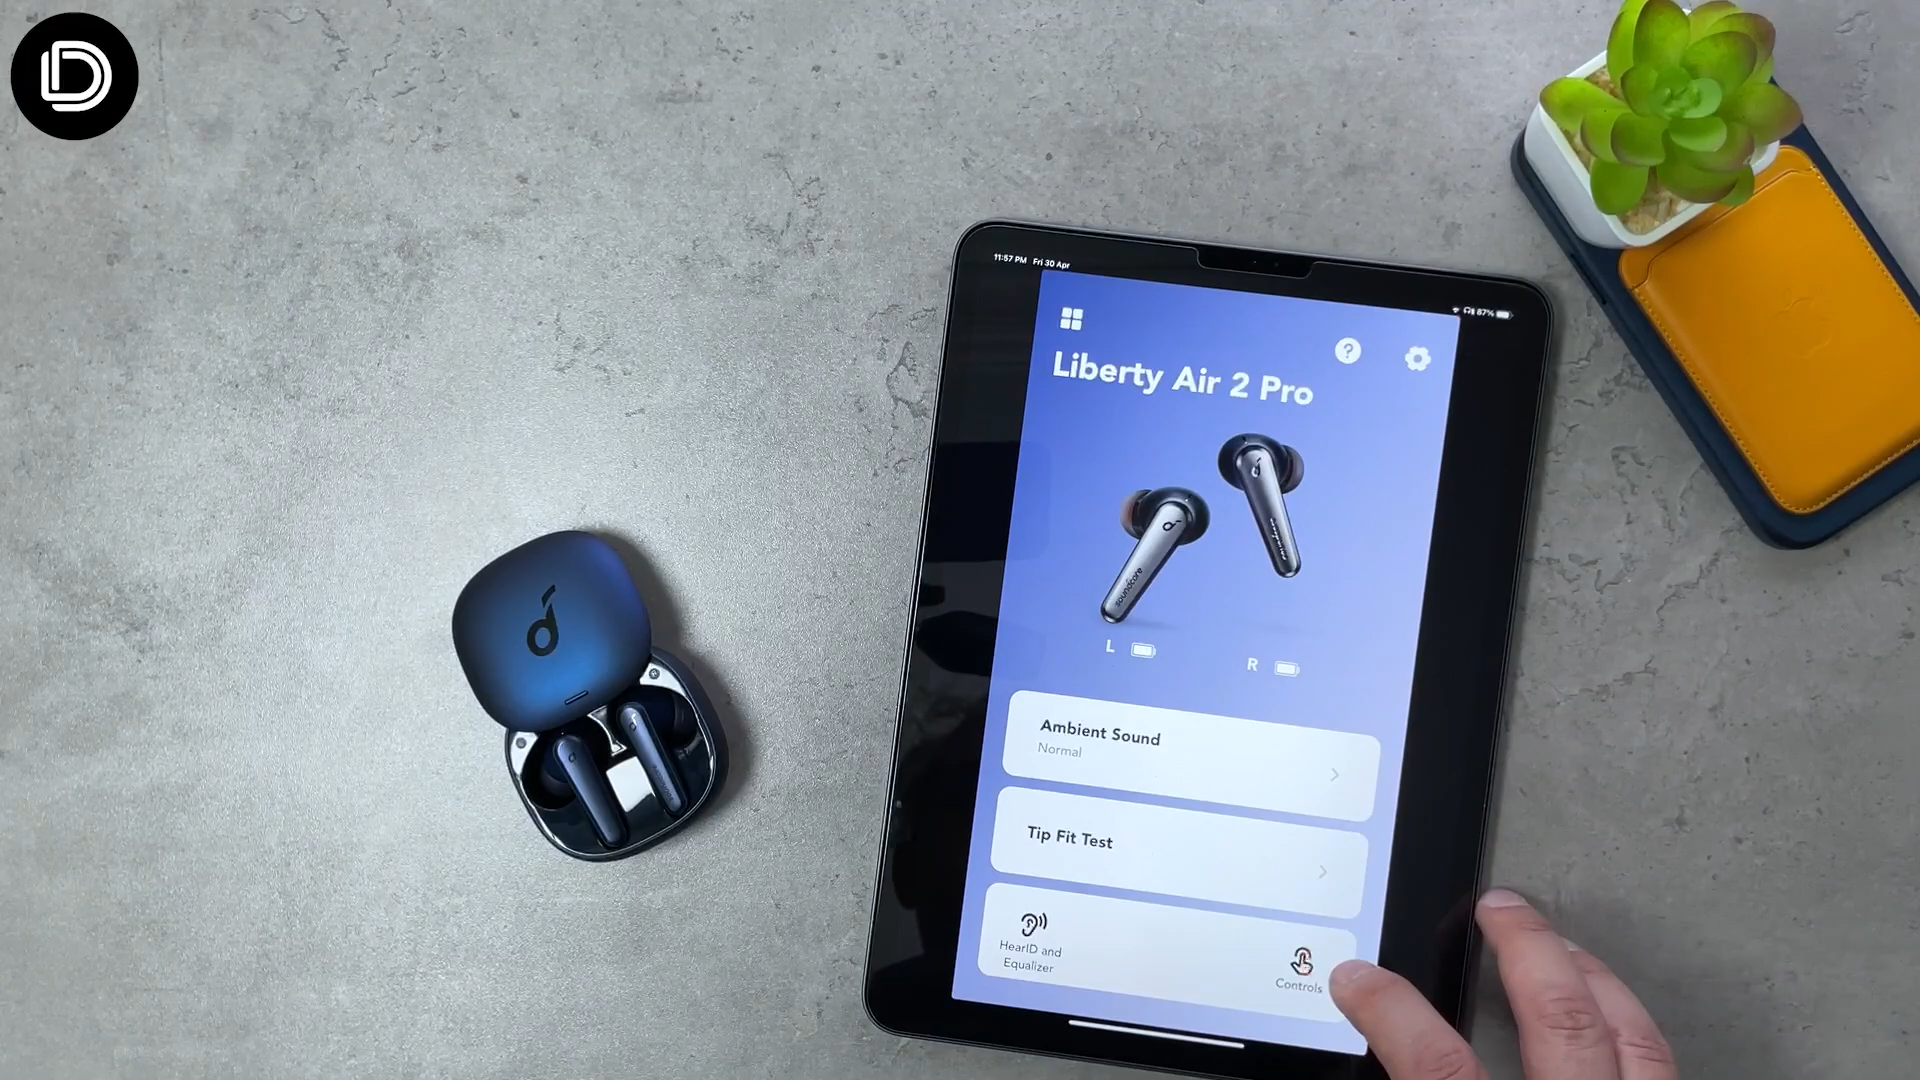 11:57 PM Fri 30 Apr
87%
Liberty Air 2 Pro
soundcore
L
R
Ambient Sound
Normal
Tip Fit Test
HearID and
Equalizer
Controls